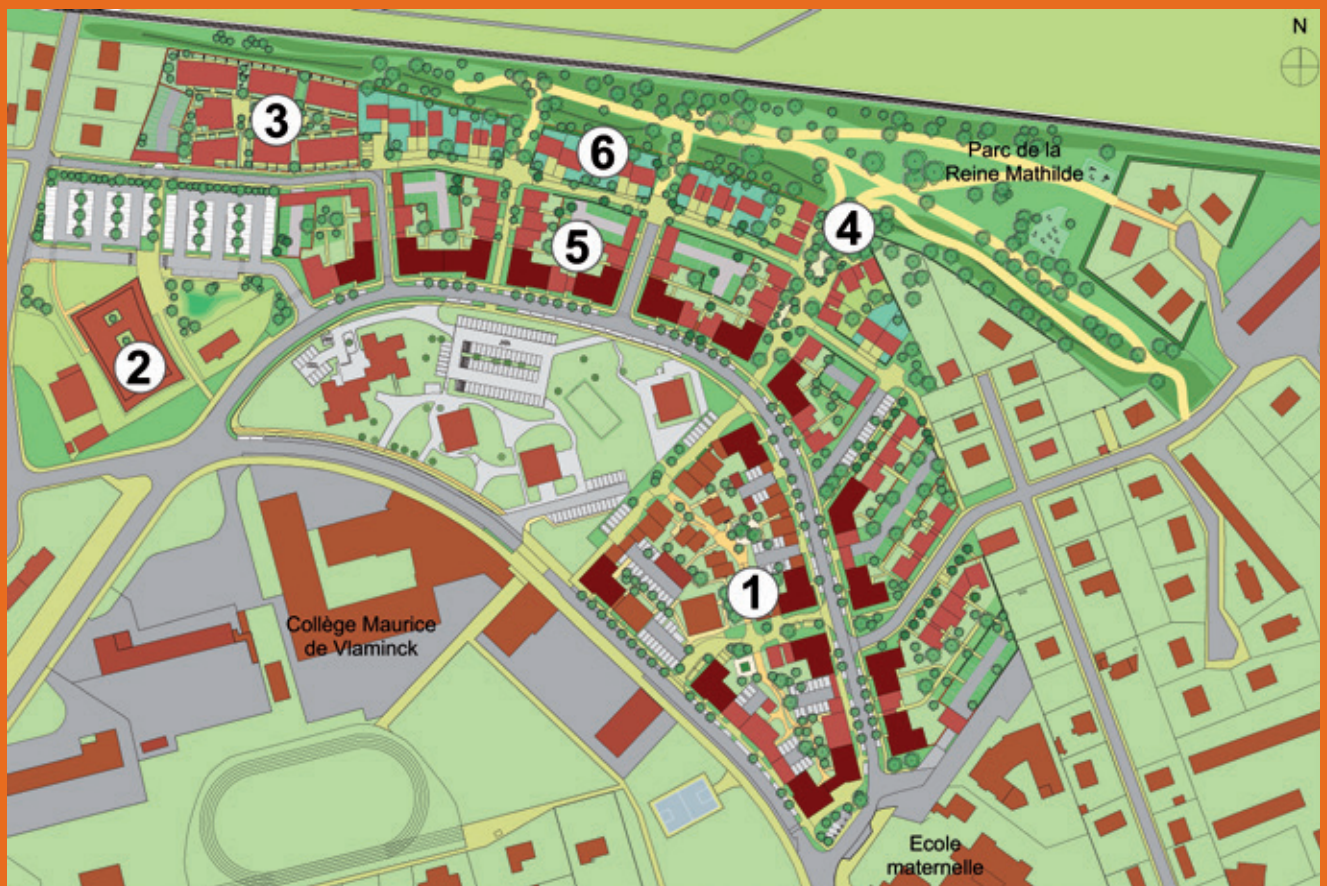 N
3
6
Parc de la
Reine Mathilde
4
5
2
1
Collège Maurice
de Vlaminck
Ecole
maternelle